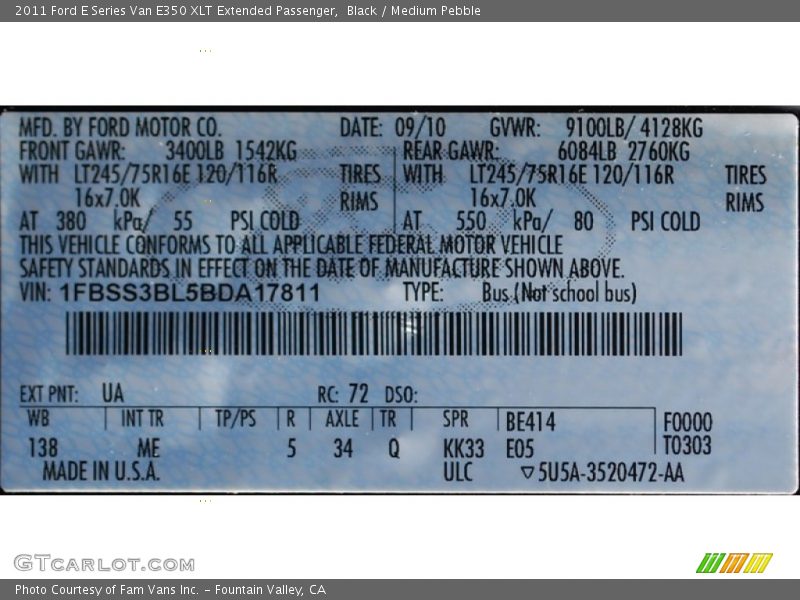 2011 Ford E Series Van E350 XLT Extended Passenger,  Black / Medium Pebble
MFD. BY FORD MOTOR CO. DATE: 09/10 GVWR: 9100LB/ 4128KG
FRONT GAWR: 3400LB 1542KG REAR GAWR: 6084LB 2760KG
WITH LT245/75R16E 120/116R TIRES WITH LT245/75R16E 120/116R TIRES
16x7.0K RIMS 16x7.0K RIMS
AT 380 kPa/ 55 PSI COLD AT 550 kPa/ 80 PSI COLD
THIS VEHICLE CONFORMS TO ALL APPLICABLE FEDERAL MOTOR VEHICLE
SAFETY STANDARDS IN EFFECT ON THE DATE OF MANUFACTURE SHOWN ABOVE.
VIN: 1FBSS3BL5BDA17811 TYPE: Bus (Not school bus)
EXT PNT: UA RC: 72 DSO:
WB INT TR TP/PS R AXLE TR SPR BE414 F0000
138 ME 5 34 Q KK33 E05 T0303
MADE IN U.S.A. ULC ▽5U5A-3520472-AA
GTCARLOT.COM
Photo Courtesy of Fam Vans Inc. - Fountain Valley, CA